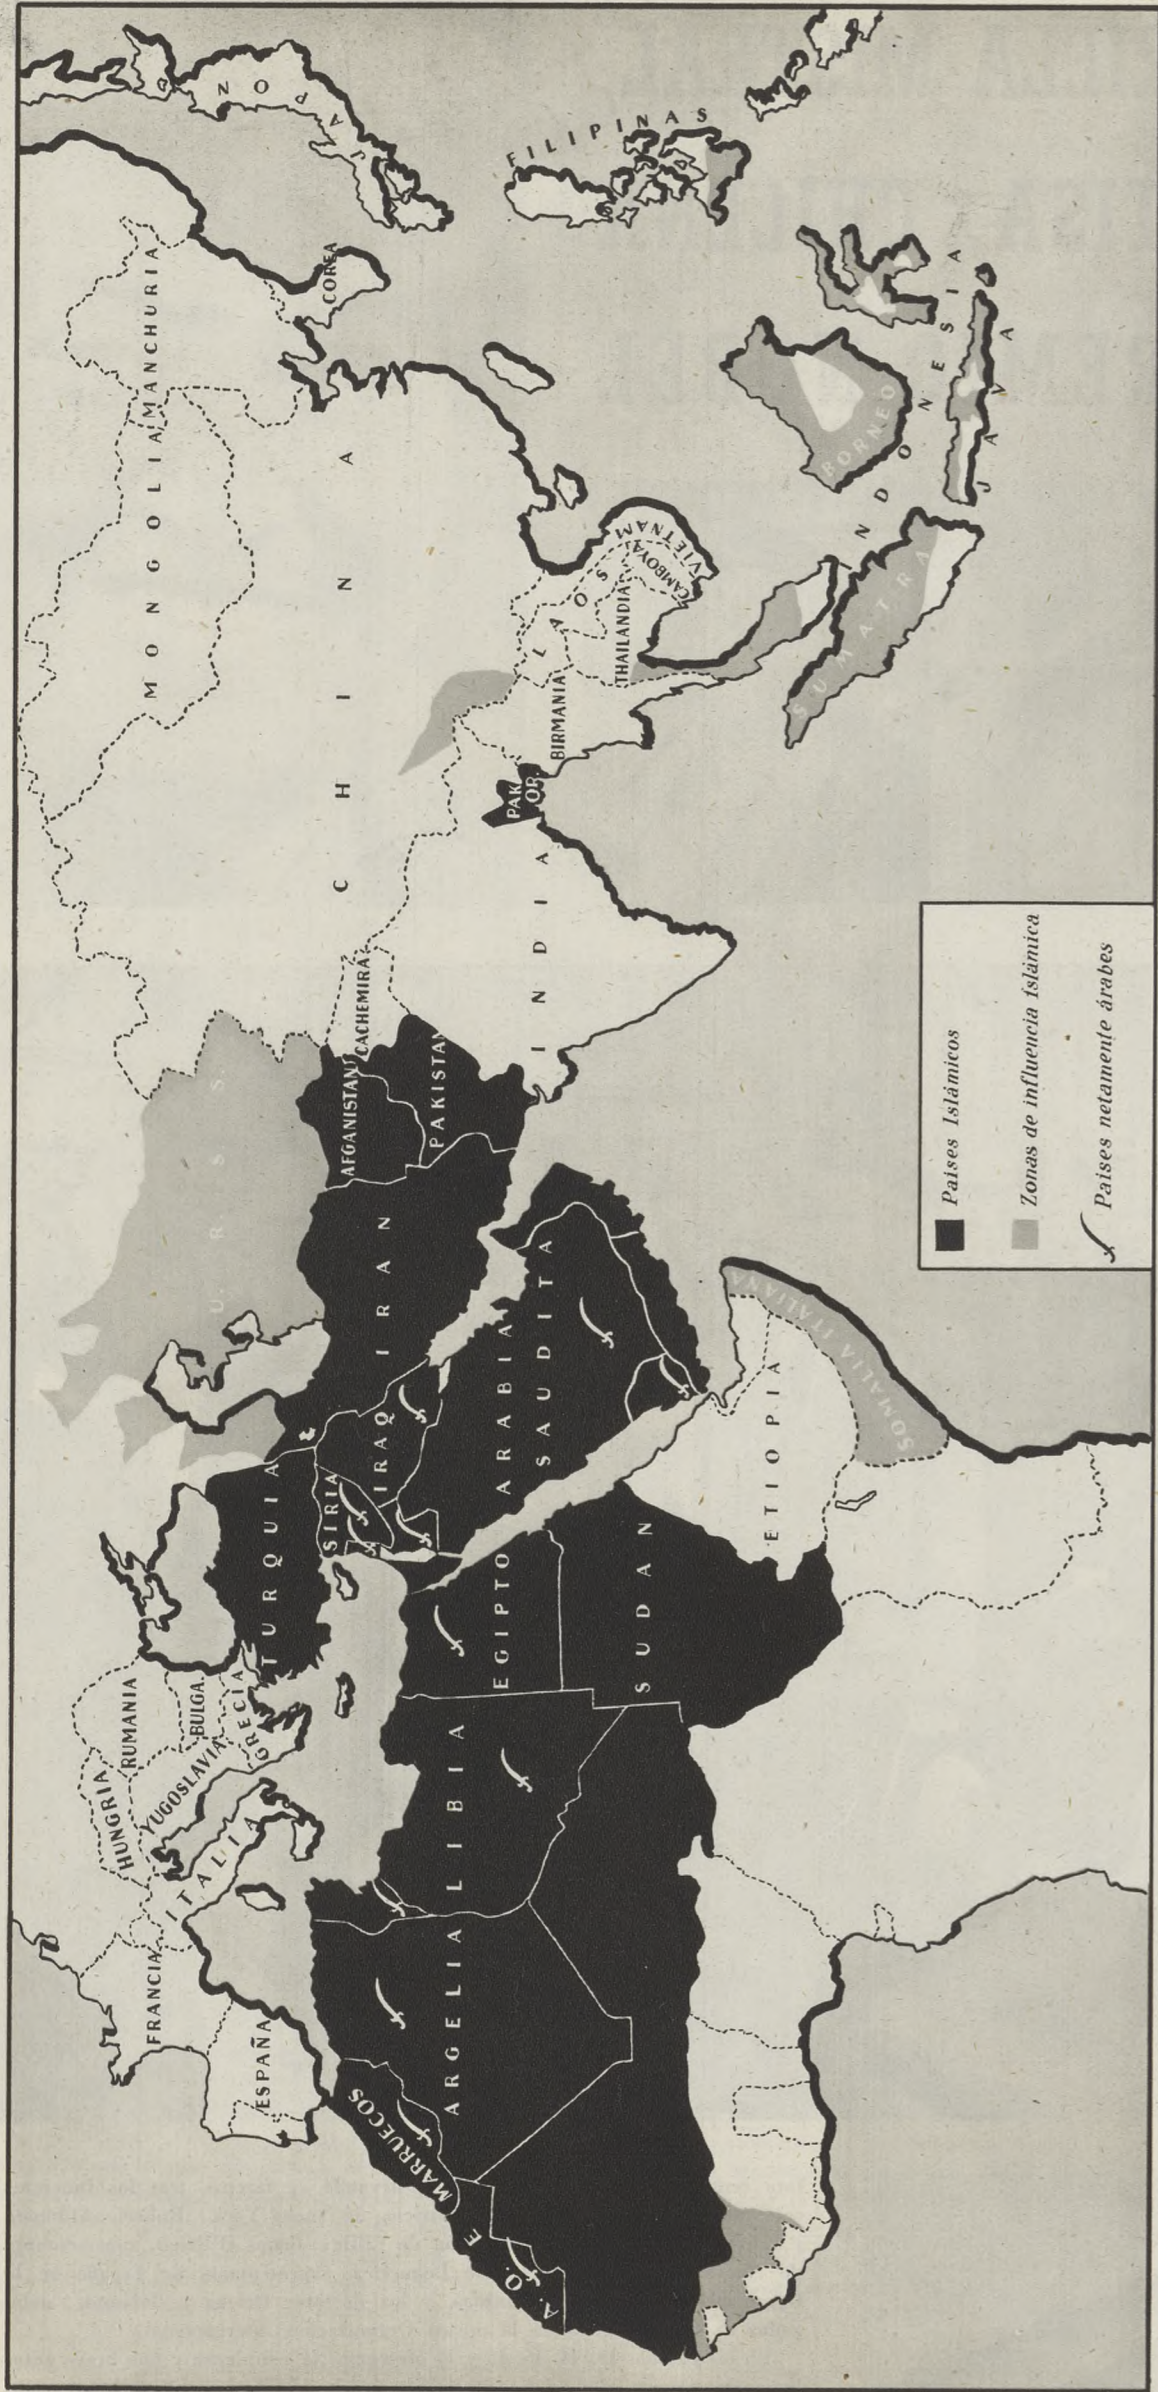 FRANCIA
ESPAÑA
ITALIA
HUNGRIA
YUGOSLAVIA
RUMANIA
BULGA.
GRECIA
TURQUIA
SIRIA
IRAQ
IRAN
U. R. S. S.
AFGANISTAN
CACHEMIRA
PAKISTAN
MONGOLIA
MANCHURIA
CHINA
COREA
JAPON
INDIA
PAK.
OR.
BIRMANIA
LAOS
THAILANDIA
CAMBOYA
VIETNAM
FILIPINAS
SUMATRA
BORNEO
INDONESIA
JAVA
MARRUECOS
A. O. E
ARGELIA
LIBIA
EGIPTO
ARABIA
SAUDITA
SUDAN
ETIOPIA
SOMALIA ITALIANA
Paises Islámicos
Zonas de influencia islámica
Paises netamente árabes